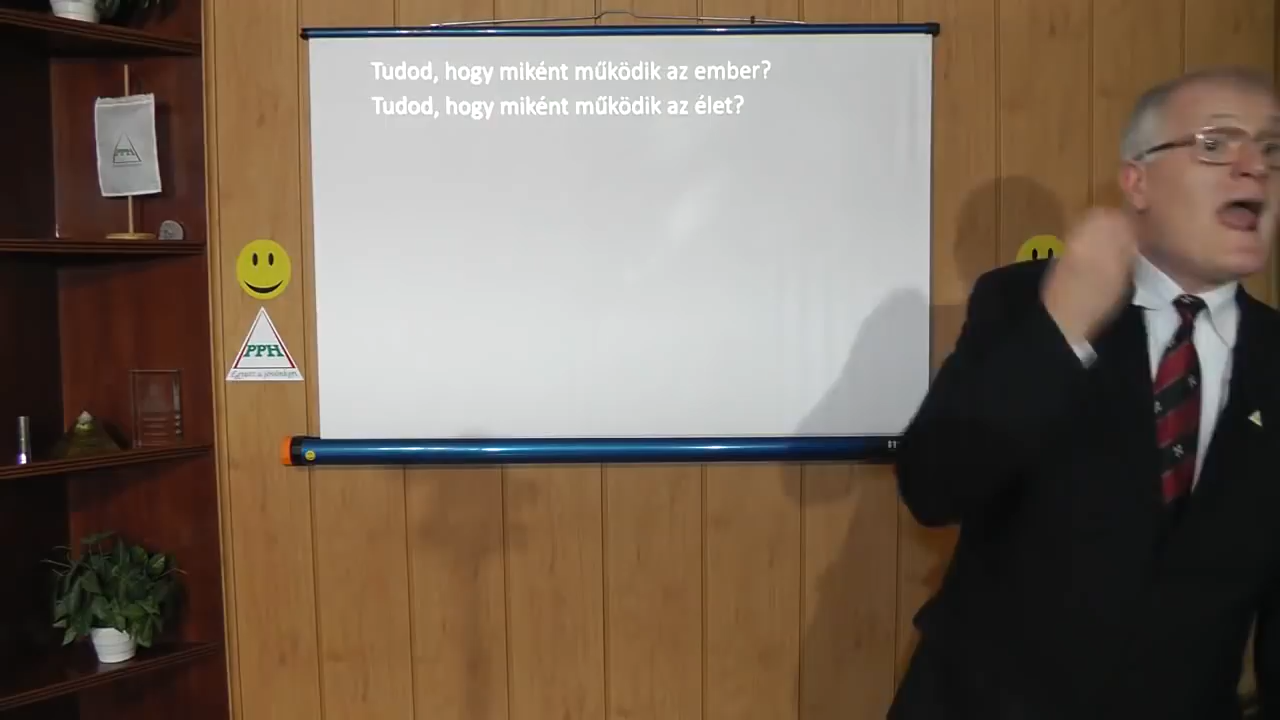 Tudod, hogy miként működik az ember?
Tudod, hogy miként működik az élet?
PPH